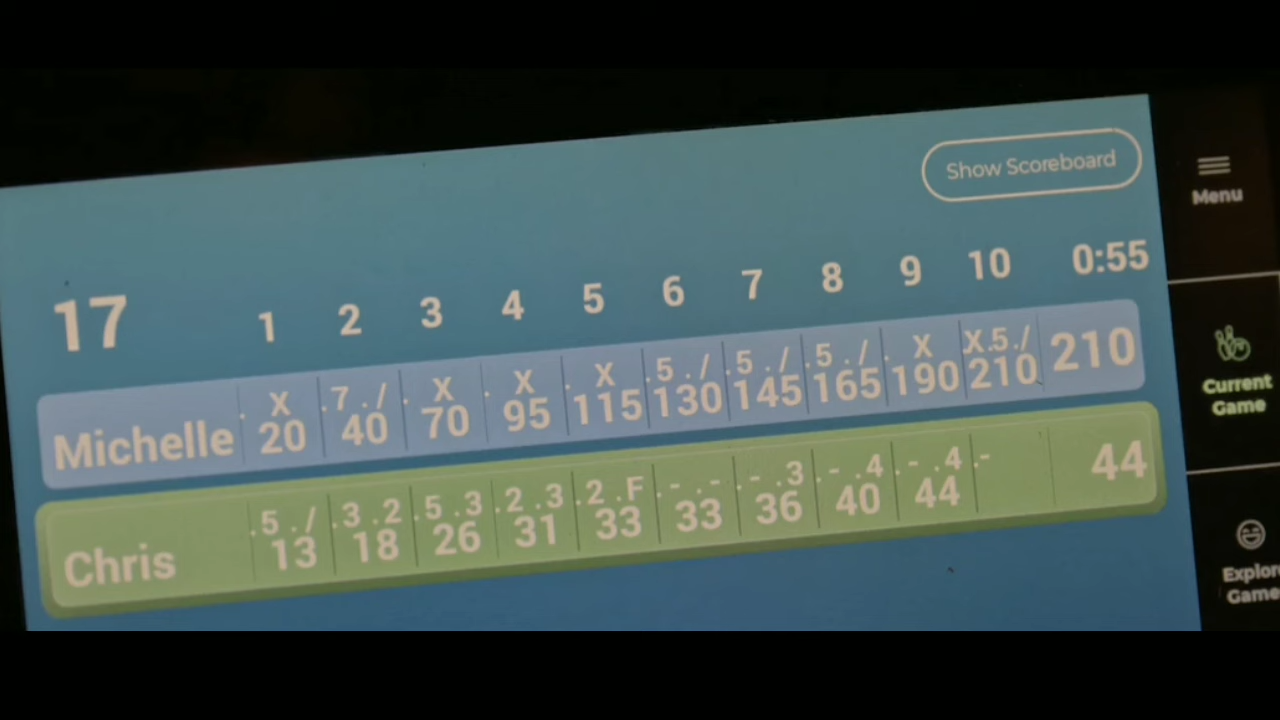 Show Scoreboard
Menu
17 1 2 3 4 5 6 7 8 9 10 0:55
X 7 ./ X X X 5 ./ 5 ./ 5 ./ X X.5./
Michelle 20 40 70 95 115 130 145 165 190 210 210
Current
Game
.5 ./ .3 .2 .5 .3 .2 .3 .2 .F .- .- .- .3 .- .4 .- .4 .-
Chris 13 18 26 31 33 33 36 40 44 44
Explore
Game